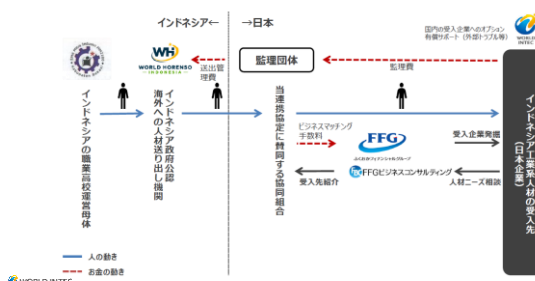 インドネシア←
→日本
国内の受入企業へのオプション
有償サポート（外部トラブル等）
WORLD
INTEC
WH
WORLD HORENSO
INDONESIA
送出管
理費
監理団体
監理費
インドネシアの職業高校運営母体
インドネシア政府公認
海外への人材送り出し機関
当連携協定に賛同する協同組合
ビジネスマッチング
手数料
FFG
ふくおかフィナンシャルグループ
受入企業発掘
FFGビジネスコンサルティング
受入先紹介
人材ニーズ相談
インドネシア工業系人材の受入先
（日本企業）
人の動き
お金の動き
WORLD INTEC